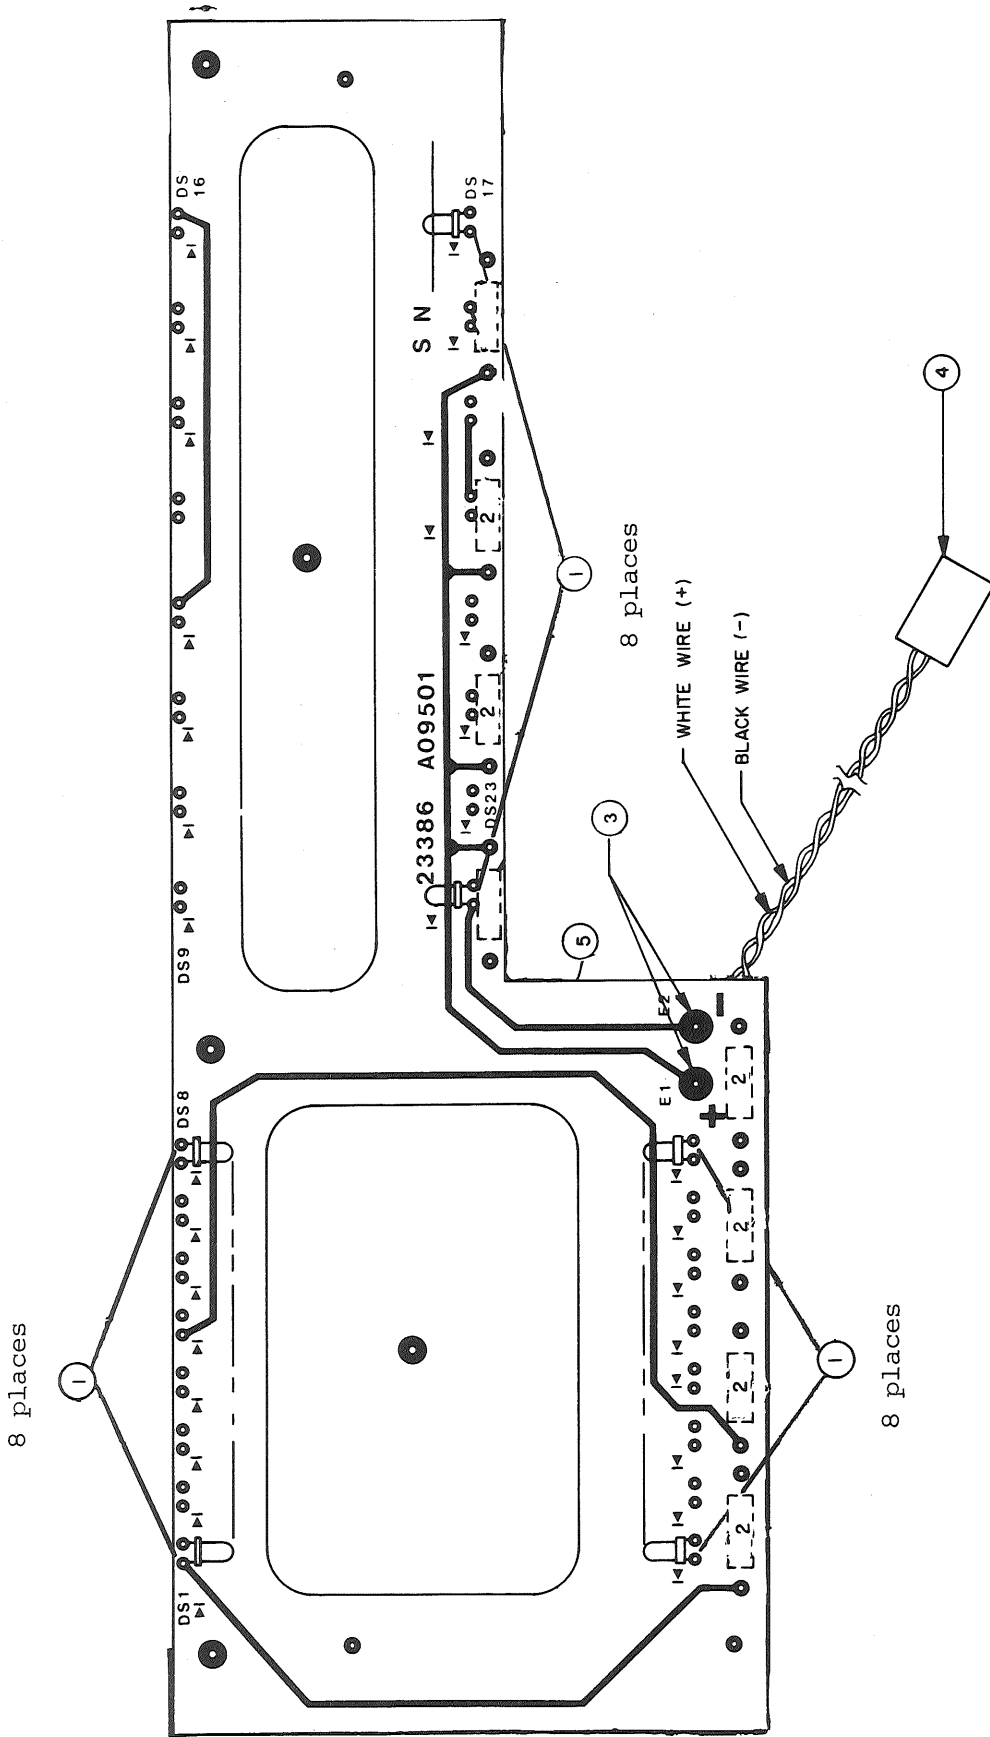 8 places
1
DS1
DS8
DS9
DS
16
23386 A09501
S N
DS
17
DS23
2
2
1
8 places
5
3
E1
E2
+
-
WHITE WIRE (+)
BLACK WIRE (-)
2
2
2
2
1
8 places
4